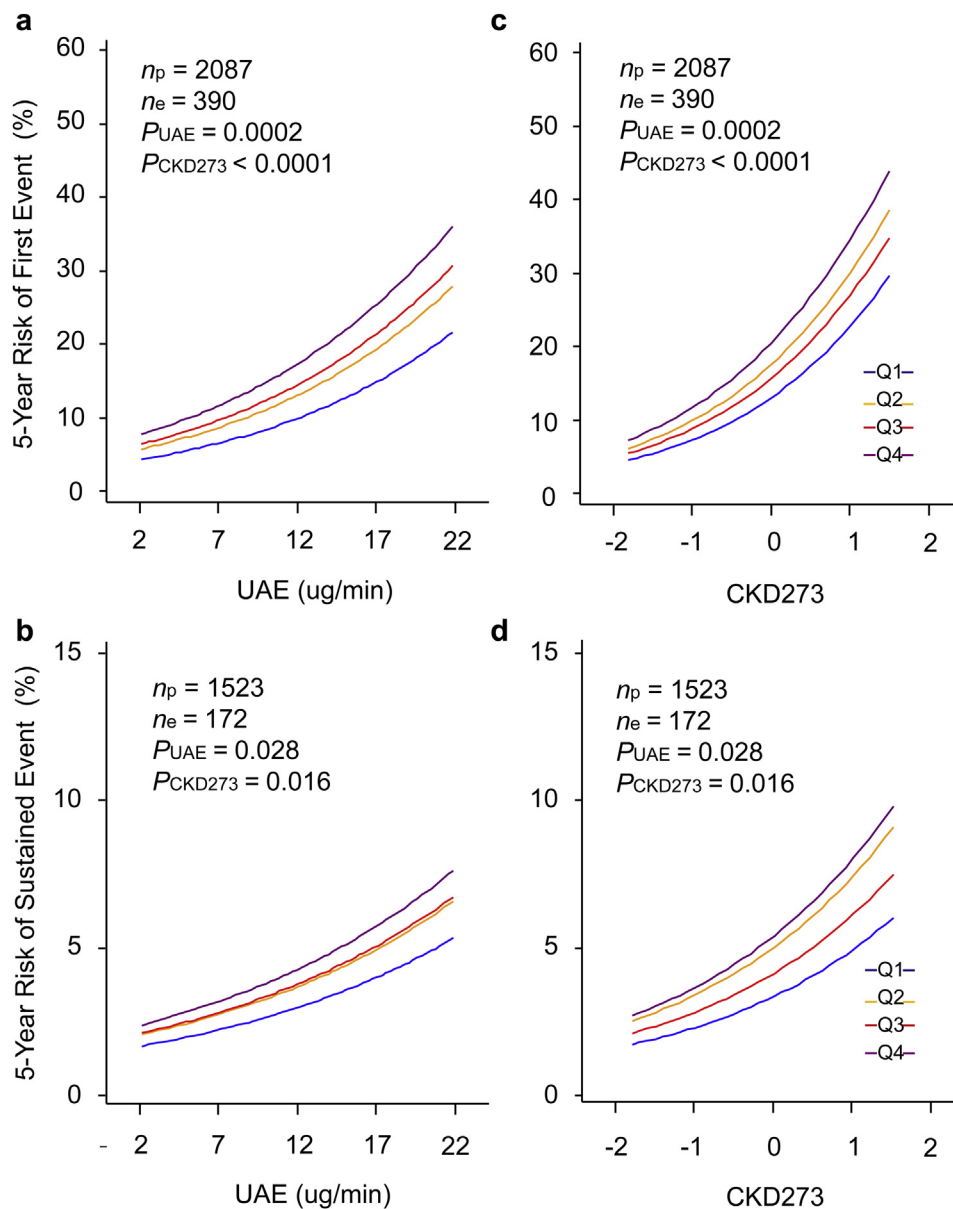 a
5-Year Risk of First Event (%)
60
50
40
30
20
10
0
np = 2087
ne = 390
PUAE = 0.0002
PCKD273 < 0.0001
2 7 12 17 22
UAE (ug/min)
c
60
50
40
30
20
10
0
np = 2087
ne = 390
PUAE = 0.0002
PCKD273 < 0.0001
Q1
Q2
Q3
Q4
-2 -1 0 1 2
CKD273
b
5-Year Risk of Sustained Event (%)
15
10
5
0
np = 1523
ne = 172
PUAE = 0.028
PCKD273 = 0.016
- 2 7 12 17 22
UAE (ug/min)
d
15
10
5
0
np = 1523
ne = 172
PUAE = 0.028
PCKD273 = 0.016
Q1
Q2
Q3
Q4
-2 -1 0 1 2
CKD273